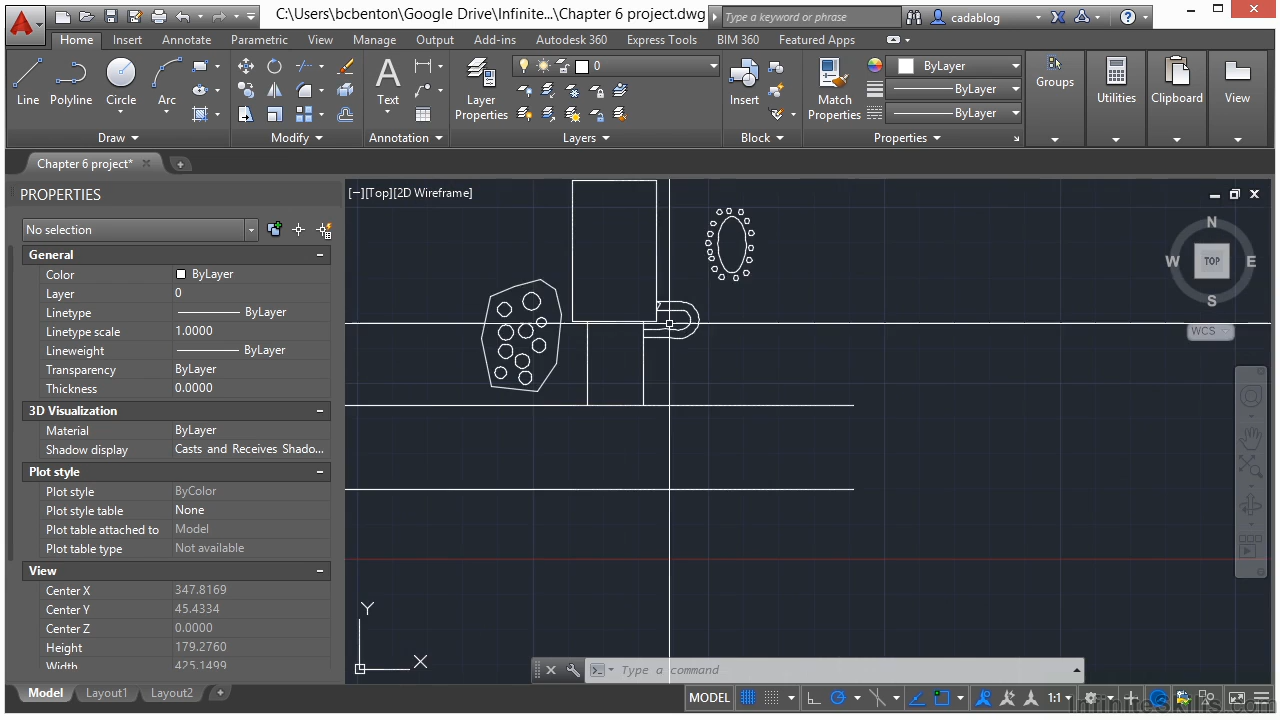 C:\Users\bcbenton\Google Drive\Infinite...\Chapter 6 project.dwg
Type a keyword or phrase
cadablog
Home Insert Annotate Parametric View Manage Output Add-ins Autodesk 360 Express Tools BIM 360 Featured Apps
Line Polyline Circle Arc
Text
Layer Properties
0
Insert
Match Properties
ByLayer
ByLayer
ByLayer
Groups Utilities Clipboard View
Draw Modify Annotation Layers Block Properties
Chapter 6 project*
PROPERTIES
No selection
General
Color ByLayer
Layer 0
Linetype ByLayer
Linetype scale 1.0000
Lineweight ByLayer
Transparency ByLayer
Thickness 0.0000
3D Visualization
Material ByLayer
Shadow display Casts and Receives Shado...
Plot style
Plot style ByColor
Plot style table None
Plot table attached to Model
Plot table type Not available
View
Center X 347.8169
Center Y 45.4334
Center Z 0.0000
Height 179.2760
Width 425.1499
[−][Top][2D Wireframe]
N
W TOP E
S
WCS
Y
X
Type a command
Model Layout1 Layout2
MODEL 1:1
InfiniteSkills.com